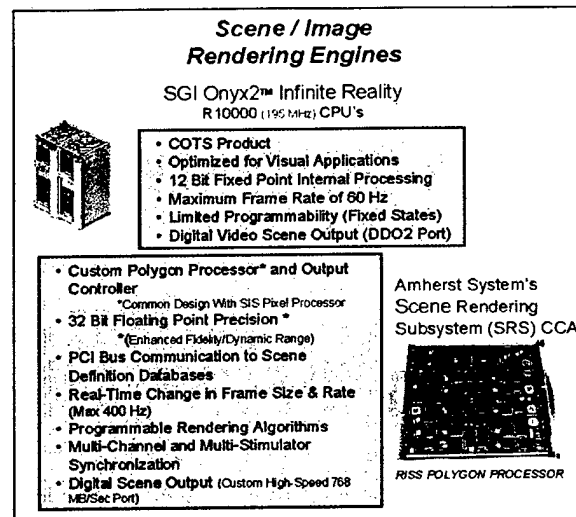 Scene / Image
Rendering Engines
SGI Onyx2™ Infinite Reality
R10000 (195 MHz) CPU's
• COTS Product
• Optimized for Visual Applications
• 12 Bit Fixed Point Internal Processing
• Maximum Frame Rate of 60 Hz
• Limited Programmability (Fixed States)
• Digital Video Scene Output (DDO2 Port)
• Custom Polygon Processor* and Output
Controller
*Common Design With SIS Pixel Processor
• 32 Bit Floating Point Precision *
*(Enhanced Fidelity/Dynamic Range)
• PCI Bus Communication to Scene
Definition Databases
• Real-Time Change in Frame Size & Rate
(Max 400 Hz)
• Programmable Rendering Algorithms
• Multi-Channel and Multi-Stimulator
Synchronization
• Digital Scene Output (Custom High-Speed 768
MB/Sec Port)
Amherst System's
Scene Rendering
Subsystem (SRS) CCA
RISS POLYGON PROCESSOR